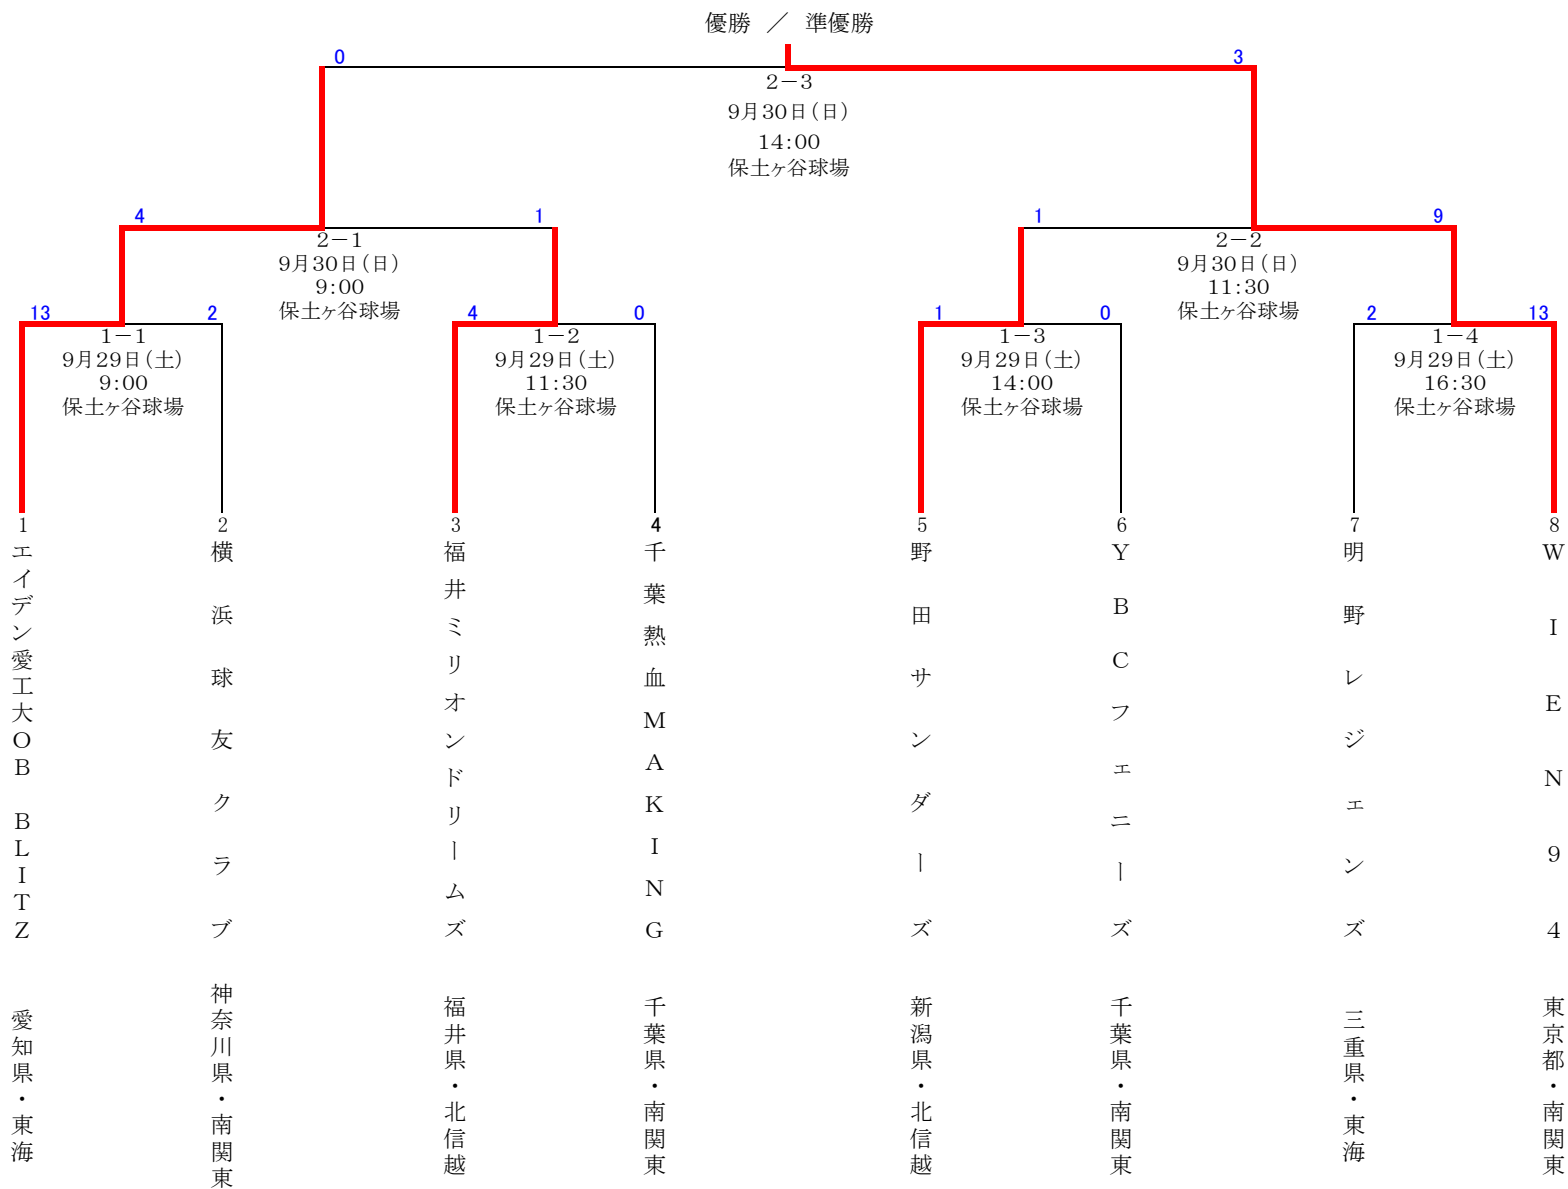 優勝 ／ 準優勝
0
3
2－3
9月30日(日)
14:00
保土ヶ谷球場
4
1
1
9
2－1
9月30日(日)
9:00
保土ヶ谷球場
2－2
9月30日(日)
11:30
保土ヶ谷球場
13
2
4
0
1
0
2
13
1－1
9月29日(土)
9:00
保土ヶ谷球場
1－2
9月29日(土)
11:30
保土ヶ谷球場
1－3
9月29日(土)
14:00
保土ヶ谷球場
1－4
9月29日(土)
16:30
保土ヶ谷球場
1
エイデン愛工大OB BLITZ
愛知県・東海
2
横浜球友クラブ
神奈川県・南関東
3
福井ミリオンドリームズ
福井県・北信越
4
千葉熱血MAKING
千葉県・南関東
5
野田サンダーズ
新潟県・北信越
6
YBCフェニーズ
千葉県・南関東
7
明野レジェンズ
三重県・東海
8
WIEN94
東京都・南関東